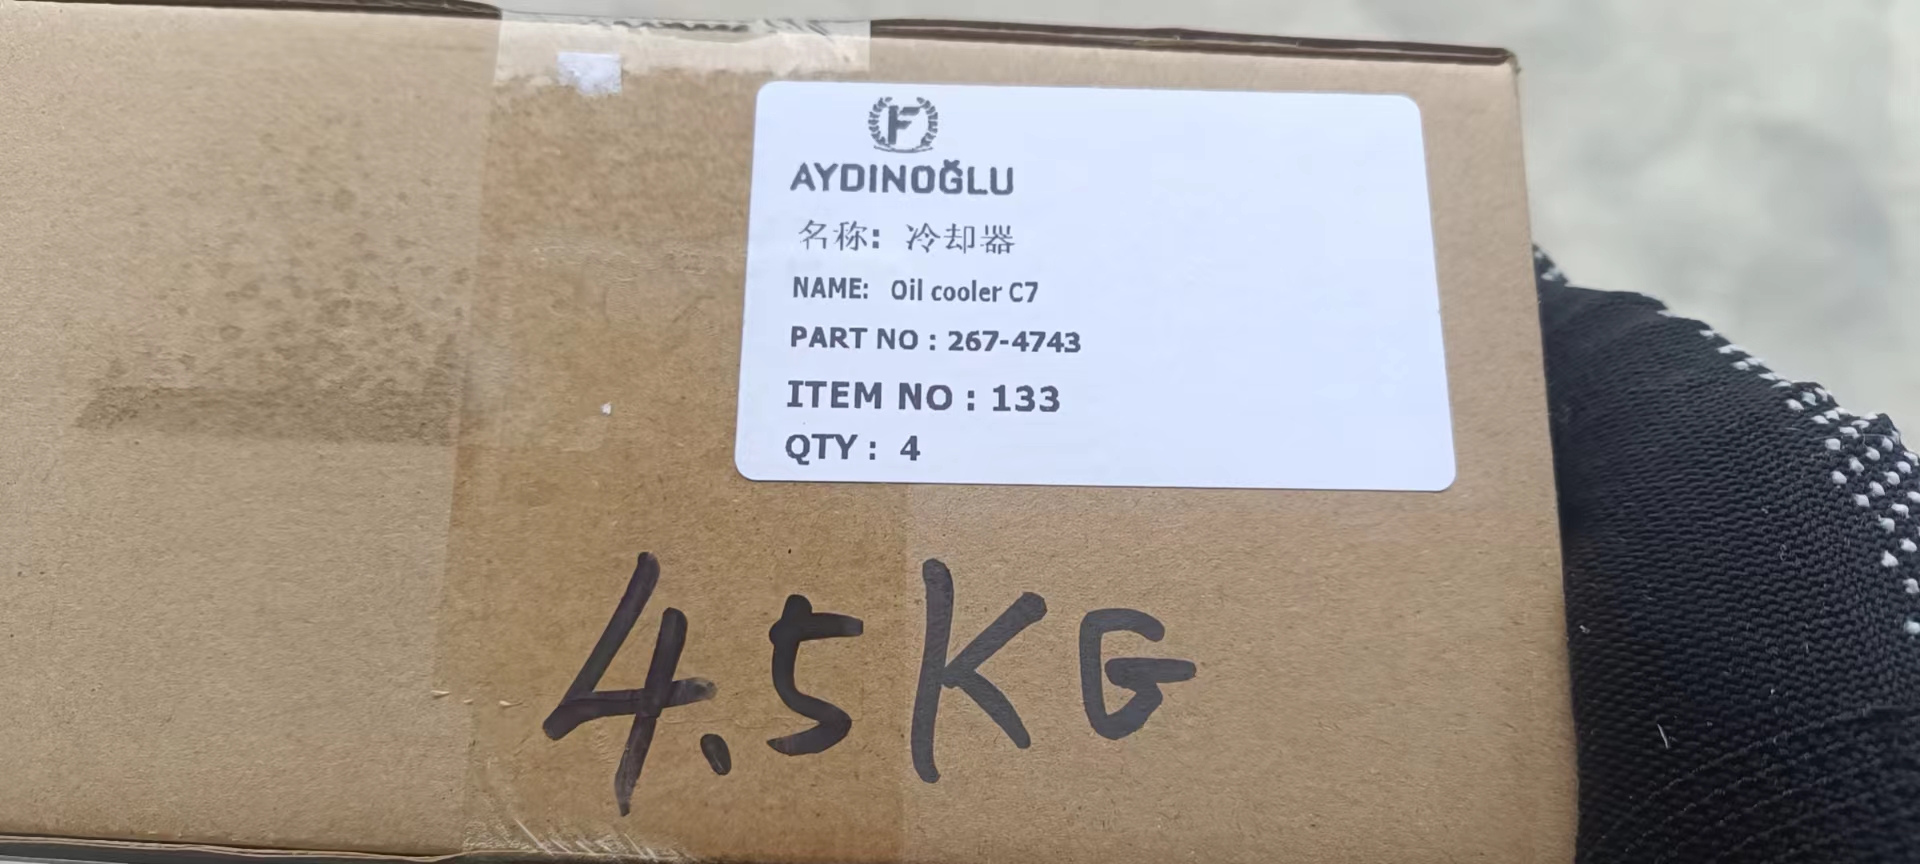 F
AYDINOĞLU
名称: 冷却器
NAME: Oil cooler C7
PART NO : 267-4743
ITEM NO : 133
QTY : 4
4.5KG